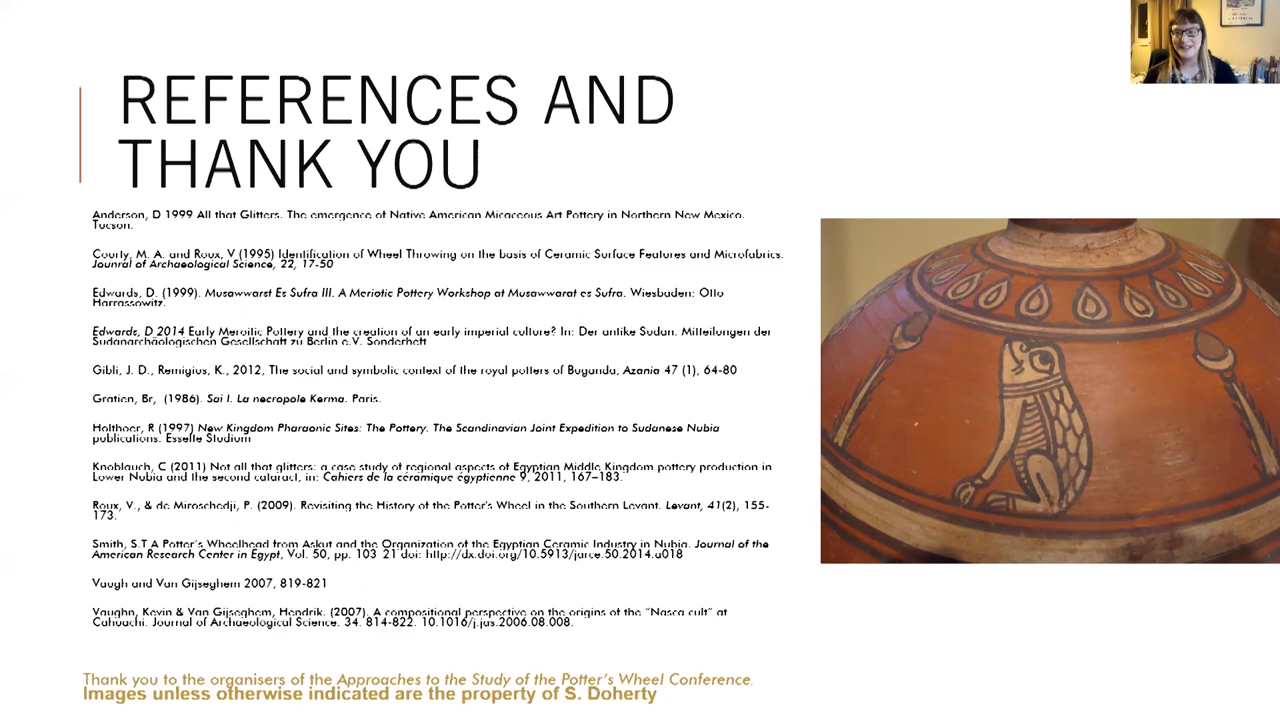 REFERENCES AND
THANK YOU
Anderson, D 1999 All that Glitters. The emergence of Native American Micaceous Art Pottery in Northern New Mexico.
Tucson.
Courty, M. A. and Roux, V (1995) Identification of Wheel Throwing on the basis of Ceramic Surface Features and Microfabrics.
Jounral of Archaeological Science, 22, 17-50
Edwards, D. (1999). Musawwarst Es Sufra III. A Meriotic Pottery Workshop at Musawwarat es Sufra. Wiesbaden: Otto
Harrassowitz.
Edwards, D 2014 Early Meroitic Pottery and the creation of an early imperial culture? In: Der antike Sudan. Mitteilungen der
Sudanarchäologischen Gesellschaft zu Berlin e.V. Sonderheft
Gibli, J. D., Remigius, K., 2012, The social and symbolic context of the royal potters of Buganda, Azania 47 (1), 64-80
Gratien, Br, (1986). Sai I. La necropole Kerma. Paris.
Holthoer, R (1997) New Kingdom Pharaonic Sites: The Pottery. The Scandinavian Joint Expedition to Sudanese Nubia
publications. Esselte Studium
Knoblauch, C (2011) Not all that glitters: a case study of regional aspects of Egyptian Middle Kingdom pottery production in
Lower Nubia and the second cataract, in: Cahiers de la céramique égyptienne 9, 2011, 167–183.
Roux, V., & de Miroschedji, P. (2009). Revisiting the History of the Potter's Wheel in the Southern Levant. Levant, 41(2), 155-
173.
Smith, S.T A Potter's Wheelhead from Askut and the Organization of the Egyptian Ceramic Industry in Nubia. Journal of the
American Research Center in Egypt, Vol. 50, pp. 103 21 doi: http://dx.doi.org/10.5913/jarce.50.2014.a018
Vaugh and Van Gijseghem 2007, 819-821
Vaughn, Kevin & Van Gijseghem, Hendrik. (2007). A compositional perspective on the origins of the "Nasca cult" at
Cahuachi. Journal of Archaeological Science. 34. 814-822. 10.1016/j.jas.2006.08.008.
Thank you to the organisers of the Approaches to the Study of the Potter's Wheel Conference.
Images unless otherwise indicated are the property of S. Doherty